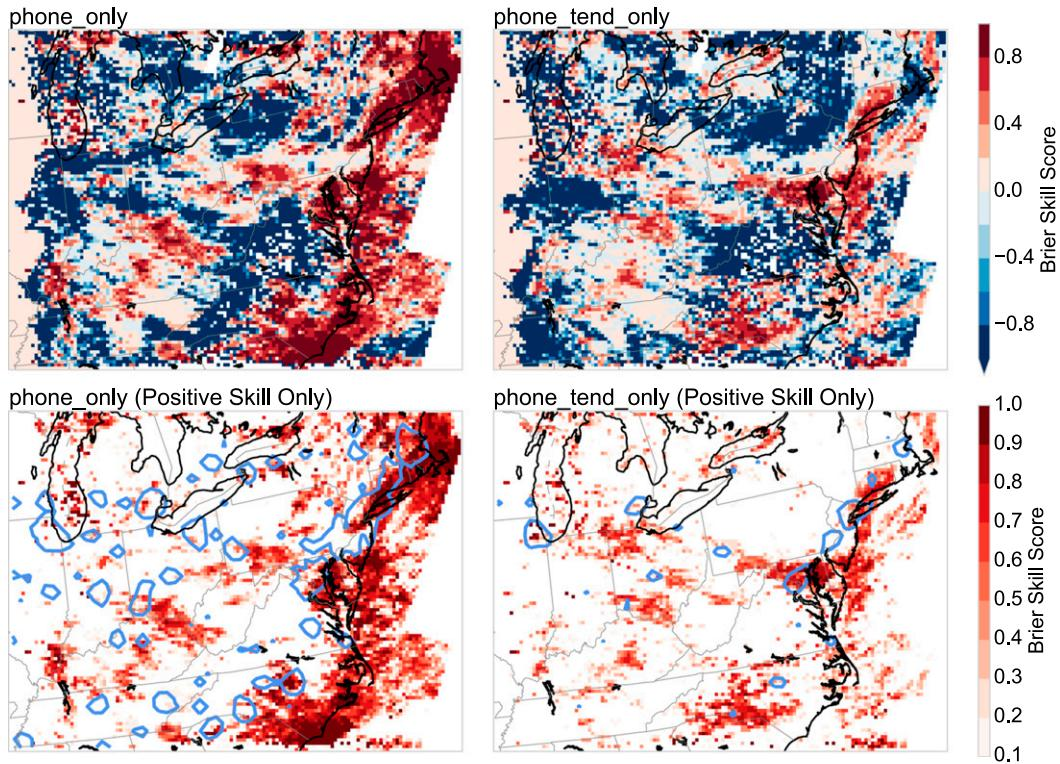 phone_only
phone_tend_only
0.8
0.4
0.0
−0.4
−0.8
Brier Skill Score
phone_only (Positive Skill Only)
phone_tend_only (Positive Skill Only)
1.0
0.9
0.8
0.7
0.6
0.5
0.4
0.3
0.2
0.1
Brier Skill Score